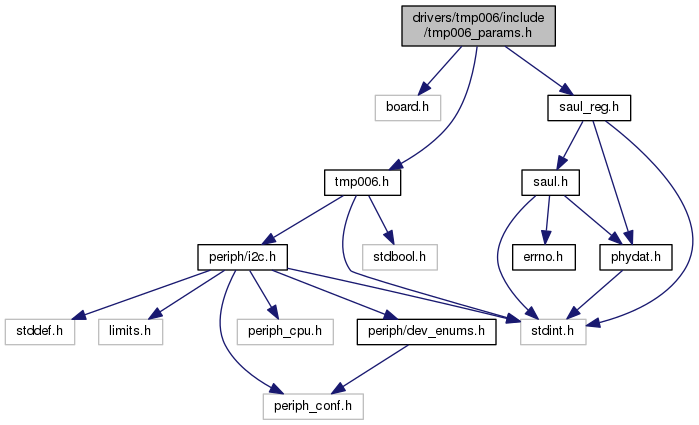 drivers/tmp006/include
/tmp006_params.h
board.h
saul_reg.h
tmp006.h
saul.h
periph/i2c.h
stdbool.h
errno.h
phydat.h
stddef.h
limits.h
periph_cpu.h
periph/dev_enums.h
stdint.h
periph_conf.h